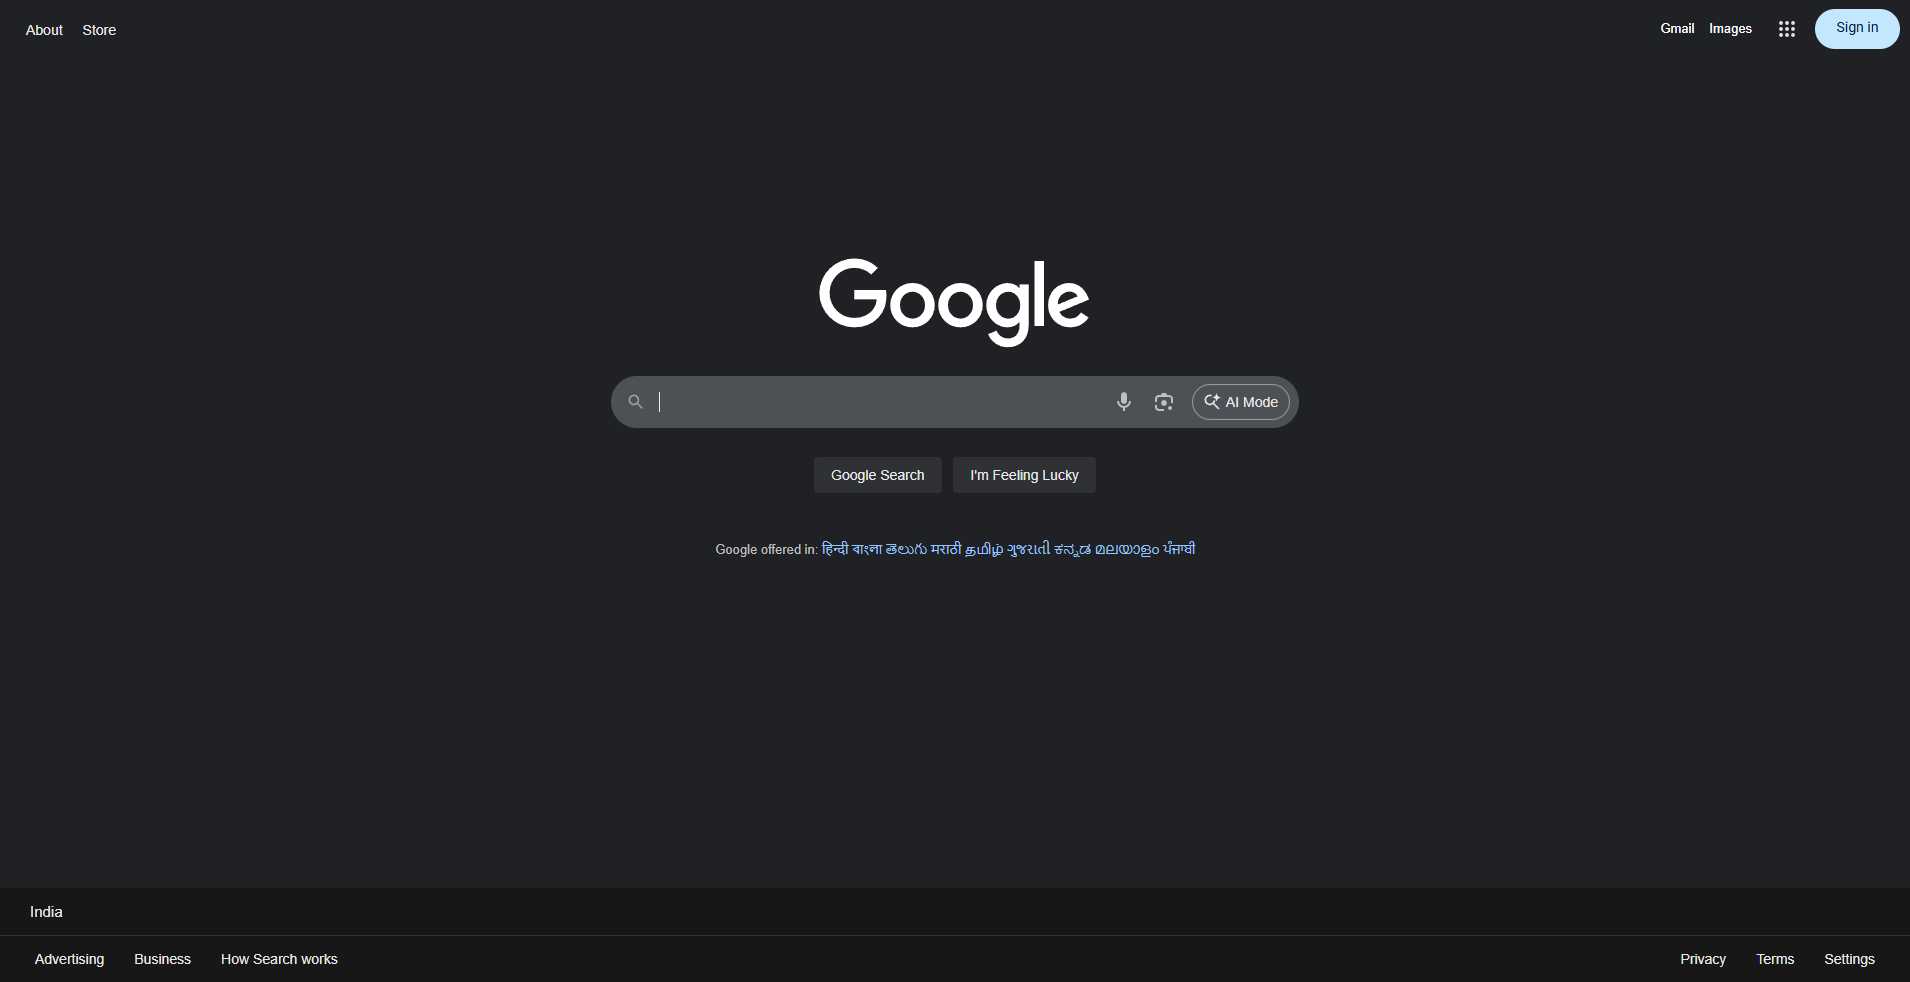 About Store
Gmail Images Sign in
Google
AI Mode
Google Search I'm Feeling Lucky
Google offered in: हिन्दी বাংলা తెలుగు मराठी தமிழ் ગુજરાતી ಕನ್ನಡ മലയാളം ਪੰਜਾਬੀ
India
Advertising Business How Search works
Privacy Terms Settings